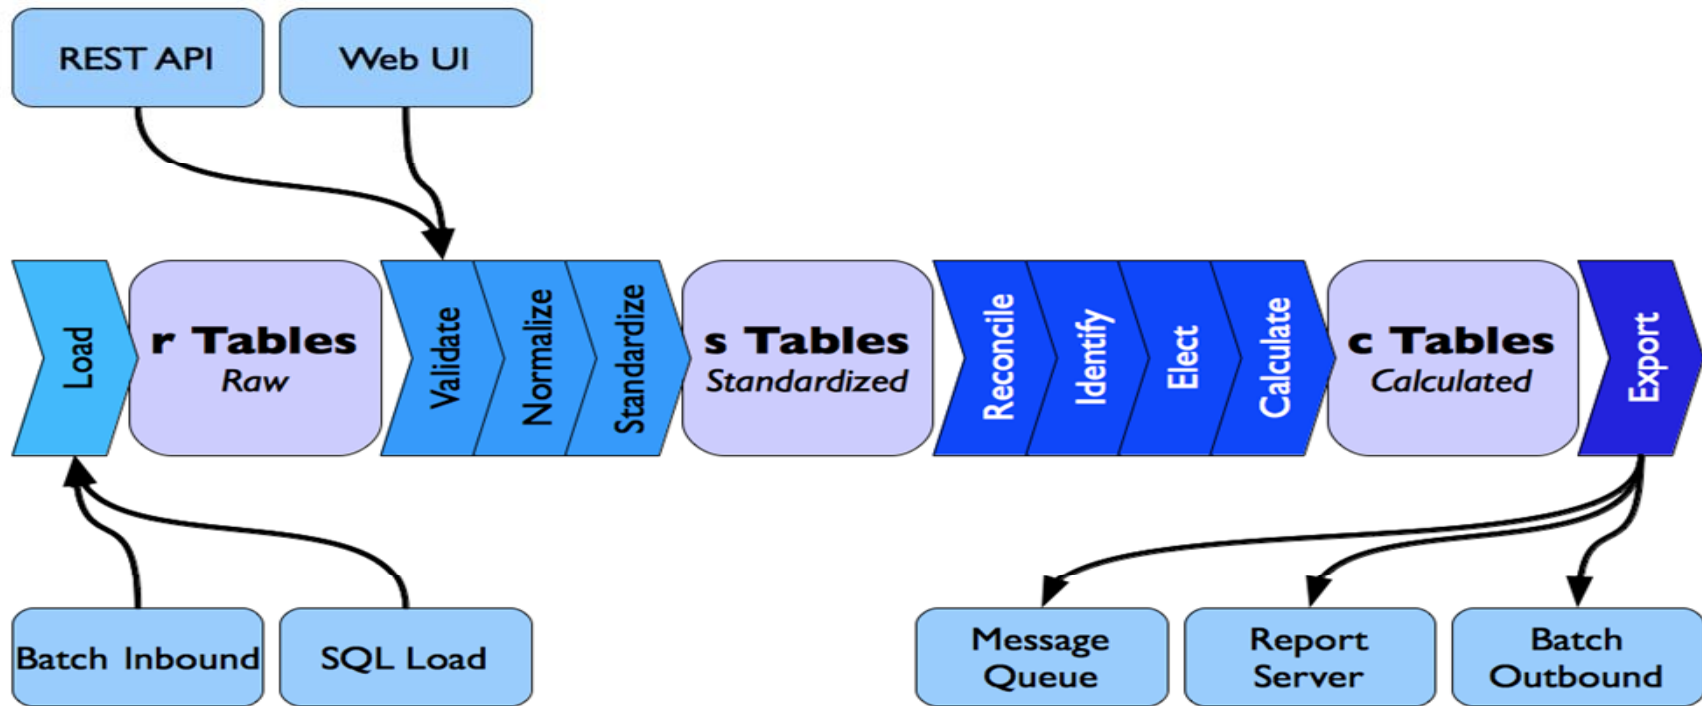 REST API
Web UI
Load
r Tables
Raw
Validate
Normalize
Standardize
s Tables
Standardized
Reconcile
Identify
Elect
Calculate
c Tables
Calculated
Export
Batch Inbound
SQL Load
Message
Queue
Report
Server
Batch
Outbound